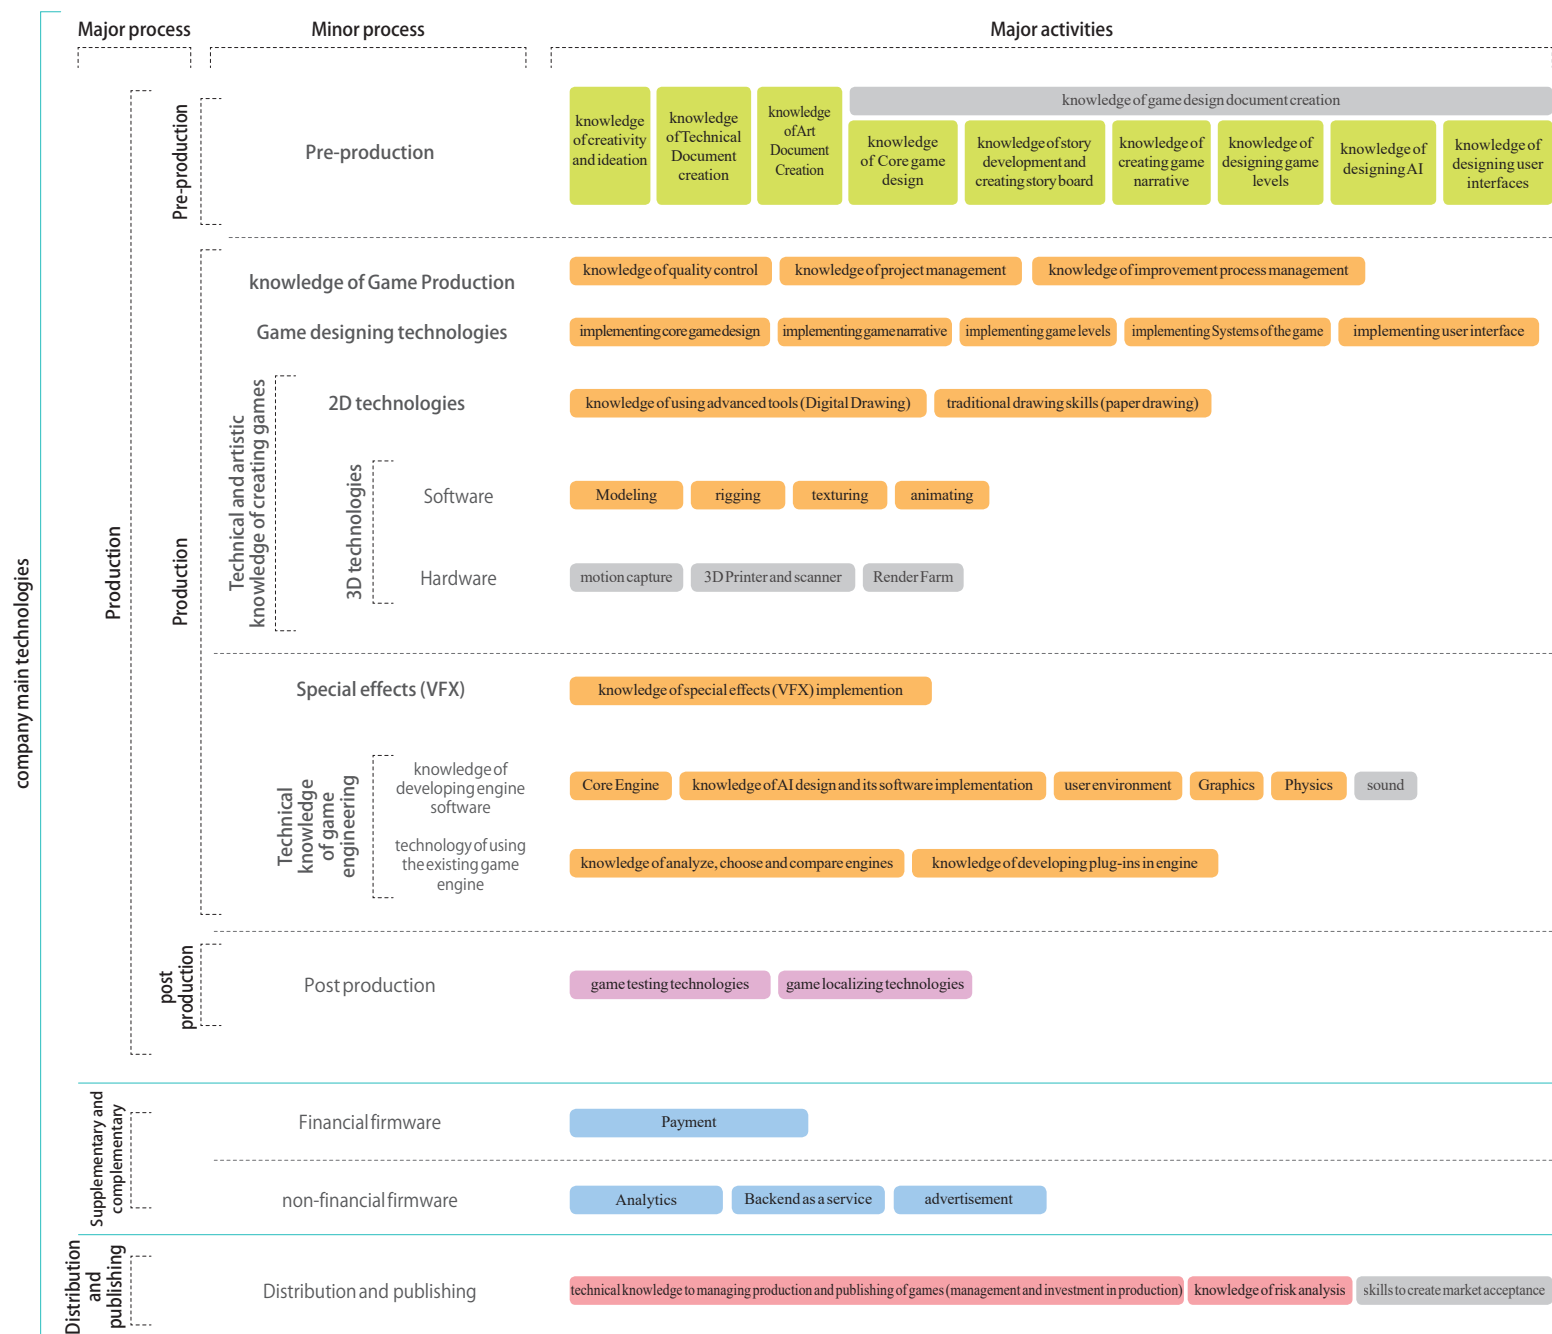 Major process
Minor process
Major activities
company main technologies
Production
Pre-production
Pre-production
knowledge
of creativity
and ideation
knowledge
of Technical
Document
creation
knowledge
of Art
Document
Creation
knowledge of game design document creation
knowledge
of Core game
design
knowledge of story
development and
creating story board
knowledge of
creating game
narrative
knowledge of
designing game
levels
knowledge of
designing AI
knowledge of
designing user
interfaces
Production
knowledge of Game Production
knowledge of quality control
knowledge of project management
knowledge of improvement process management
Game designing technologies
implementing core game design
implementing game narrative
implementing game levels
implementing Systems of the game
implementing user interface
Technical and artistic
knowledge of creating games
2D technologies
knowledge of using advanced tools (Digital Drawing)
traditional drawing skills (paper drawing)
3D technologies
Software
Modeling
rigging
texturing
animating
Hardware
motion capture
3D Printer and scanner
Render Farm
Special effects (VFX)
knowledge of special effects (VFX) implemention
Technical
knowledge
of game
engineering
knowledge of
developing engine
software
Core Engine
knowledge of AI design and its software implementation
user environment
Graphics
Physics
sound
technology of using
the existing game
engine
knowledge of analyze, choose and compare engines
knowledge of developing plug-ins in engine
post
production
Post production
game testing technologies
game localizing technologies
Supplementary and
complementary
Financial firmware
Payment
non-financial firmware
Analytics
Backend as a service
advertisement
Distribution
and
publishing
Distribution and publishing
technical knowledge to managing production and publishing of games (management and investment in production)
knowledge of risk analysis
skills to create market acceptance